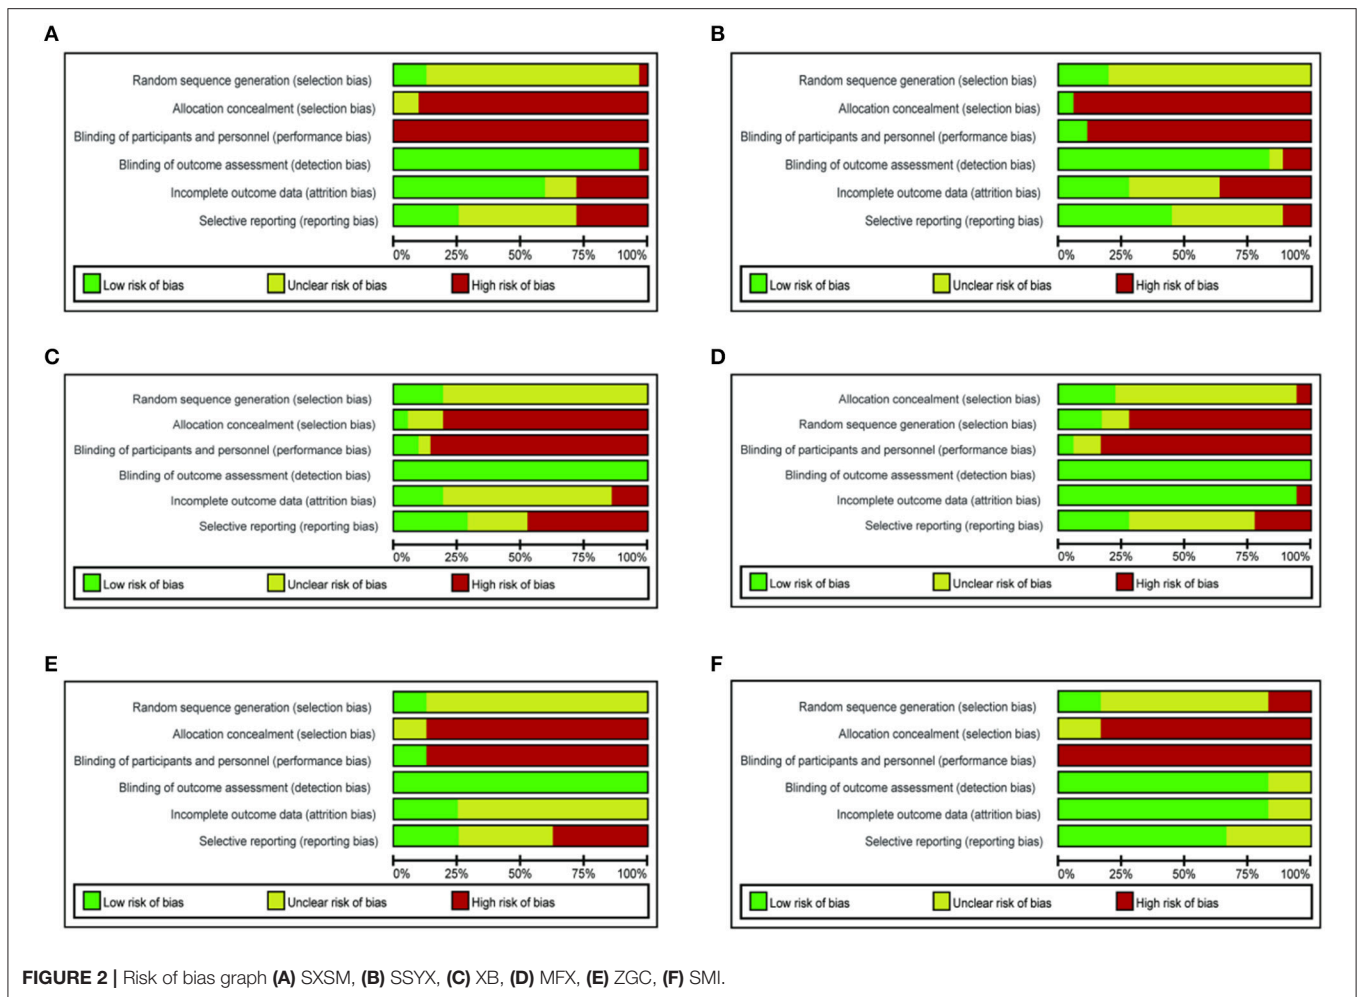 A
Random sequence generation (selection bias)
Allocation concealment (selection bias)
Blinding of participants and personnel (performance bias)
Blinding of outcome assessment (detection bias)
Incomplete outcome data (attrition bias)
Selective reporting (reporting bias)
0% 25% 50% 75% 100%
Low risk of bias Unclear risk of bias High risk of bias
B
Random sequence generation (selection bias)
Allocation concealment (selection bias)
Blinding of participants and personnel (performance bias)
Blinding of outcome assessment (detection bias)
Incomplete outcome data (attrition bias)
Selective reporting (reporting bias)
0% 25% 50% 75% 100%
Low risk of bias Unclear risk of bias High risk of bias
C
Random sequence generation (selection bias)
Allocation concealment (selection bias)
Blinding of participants and personnel (performance bias)
Blinding of outcome assessment (detection bias)
Incomplete outcome data (attrition bias)
Selective reporting (reporting bias)
0% 25% 50% 75% 100%
Low risk of bias Unclear risk of bias High risk of bias
D
Allocation concealment (selection bias)
Random sequence generation (selection bias)
Blinding of participants and personnel (performance bias)
Blinding of outcome assessment (detection bias)
Incomplete outcome data (attrition bias)
Selective reporting (reporting bias)
0% 25% 50% 75% 100%
Low risk of bias Unclear risk of bias High risk of bias
E
Random sequence generation (selection bias)
Allocation concealment (selection bias)
Blinding of participants and personnel (performance bias)
Blinding of outcome assessment (detection bias)
Incomplete outcome data (attrition bias)
Selective reporting (reporting bias)
0% 25% 50% 75% 100%
Low risk of bias Unclear risk of bias High risk of bias
F
Random sequence generation (selection bias)
Allocation concealment (selection bias)
Blinding of participants and personnel (performance bias)
Blinding of outcome assessment (detection bias)
Incomplete outcome data (attrition bias)
Selective reporting (reporting bias)
0% 25% 50% 75% 100%
Low risk of bias Unclear risk of bias High risk of bias
FIGURE 2 | Risk of bias graph (A) SXSM, (B) SSYX, (C) XB, (D) MFX, (E) ZGC, (F) SMI.